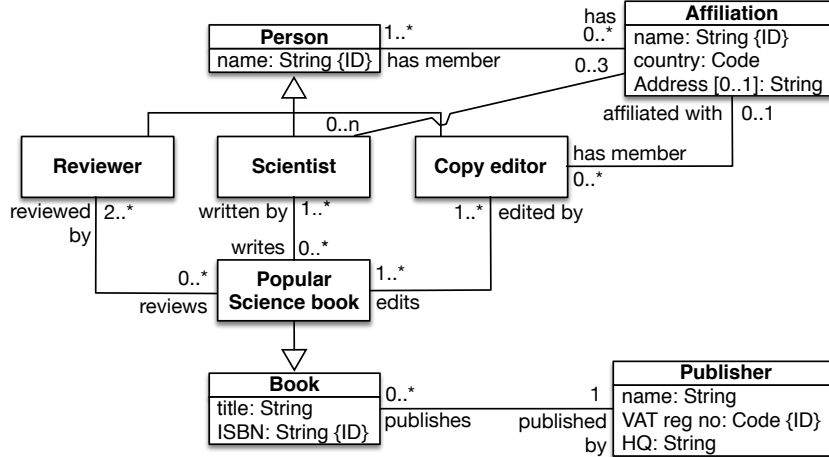 Person
name: String {ID}
1..*
has member
has
0..*
Affiliation
name: String {ID}
country: Code
Address [0..1]: String
0..3
0..n
affiliated with
0..1
Reviewer
Scientist
Copy editor
has member
0..*
reviewed
by
2..*
written by
1..*
1..*
edited by
writes
0..*
0..*
reviews
Popular
Science book
1..*
edits
Book
title: String
ISBN: String {ID}
0..*
publishes
1
published
by
Publisher
name: String
VAT reg no: Code {ID}
HQ: String